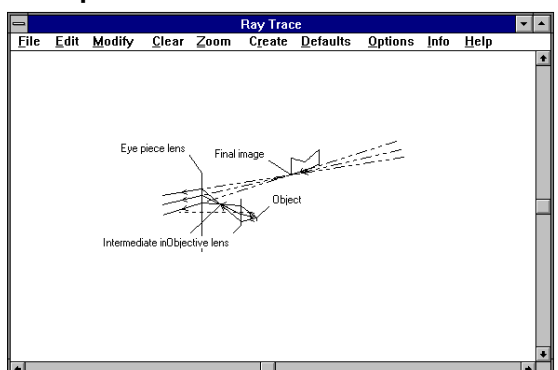 Ray Trace
File Edit Modify Clear Zoom Create Defaults Options Info Help
Eye piece lens
Final image
Object
Intermediate inObjective lens